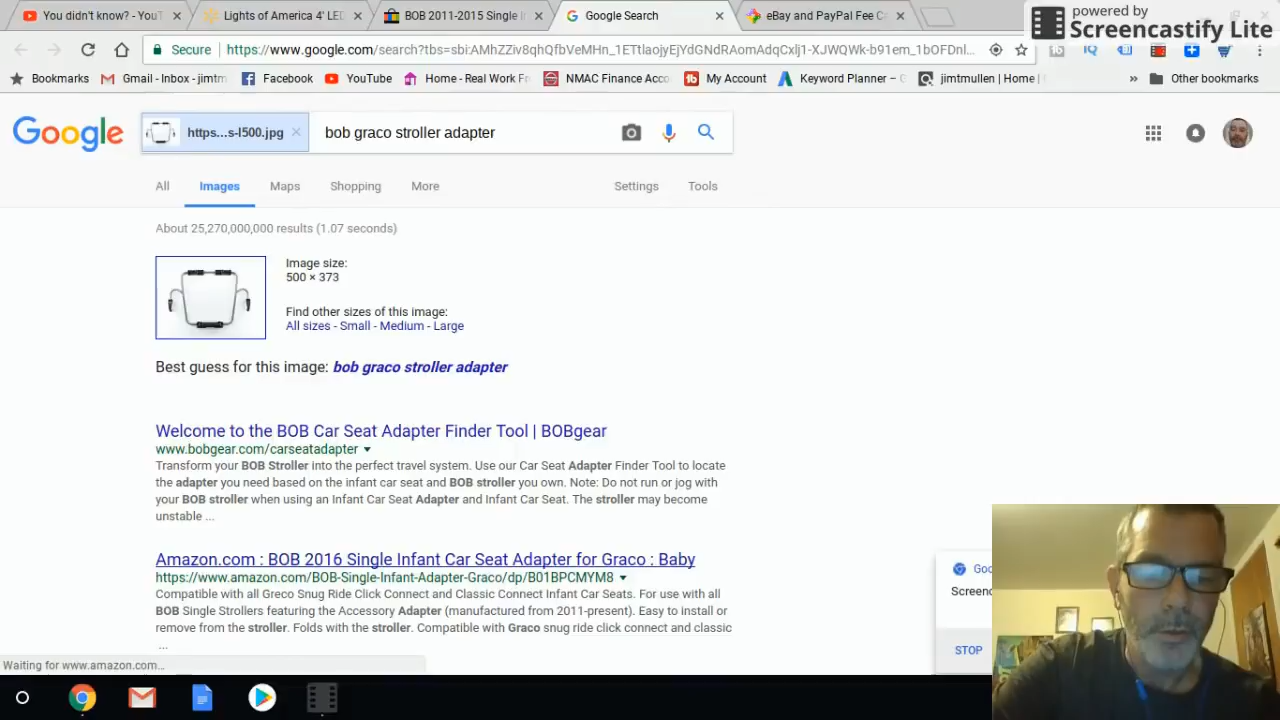 powered by
Screencastify Lite
You didn't know? - YouT
Lights of America 4' LED
BOB 2011-2015 Single In
Google Search
eBay and PayPal Fee C
Secure
https://www.google.com/search?tbs=sbi:AMhZZiv8qhQfbVeMHn_1ETtlaojyEjYdGNdRAomAdqCxlj1-XJWQWk-b91em_1bOFDnl...
Bookmarks
Gmail - Inbox - jimtm
Facebook
YouTube
Home - Real Work Fr
NMAC Finance Acco
My Account
Keyword Planner –
jimtmullen | Home |
»
Other bookmarks
Google
https...s-l500.jpg
bob graco stroller adapter
All
Images
Maps
Shopping
More
Settings
Tools
About 25,270,000,000 results (1.07 seconds)
Image size:
500 × 373
Find other sizes of this image:
All sizes - Small - Medium - Large
Best guess for this image: bob graco stroller adapter
Welcome to the BOB Car Seat Adapter Finder Tool | BOBgear
www.bobgear.com/carseatadapter
Transform your BOB Stroller into the perfect travel system. Use our Car Seat Adapter Finder Tool to locate
the adapter you need based on the infant car seat and BOB stroller you own. Note: Do not run or jog with
your BOB stroller when using an Infant Car Seat Adapter and Infant Car Seat. The stroller may become
unstable ...
Amazon.com : BOB 2016 Single Infant Car Seat Adapter for Graco : Baby
https://www.amazon.com/BOB-Single-Infant-Adapter-Graco/dp/B01BPCMYM8
Compatible with all Greco Snug Ride Click Connect and Classic Connect Infant Car Seats. For use with all
BOB Single Strollers featuring the Accessory Adapter (manufactured from 2011-present). Easy to install or
remove from the stroller. Folds with the stroller. Compatible with Graco snug ride click connect and classic
...
Goo
Screenc
STOP
Waiting for www.amazon.com...